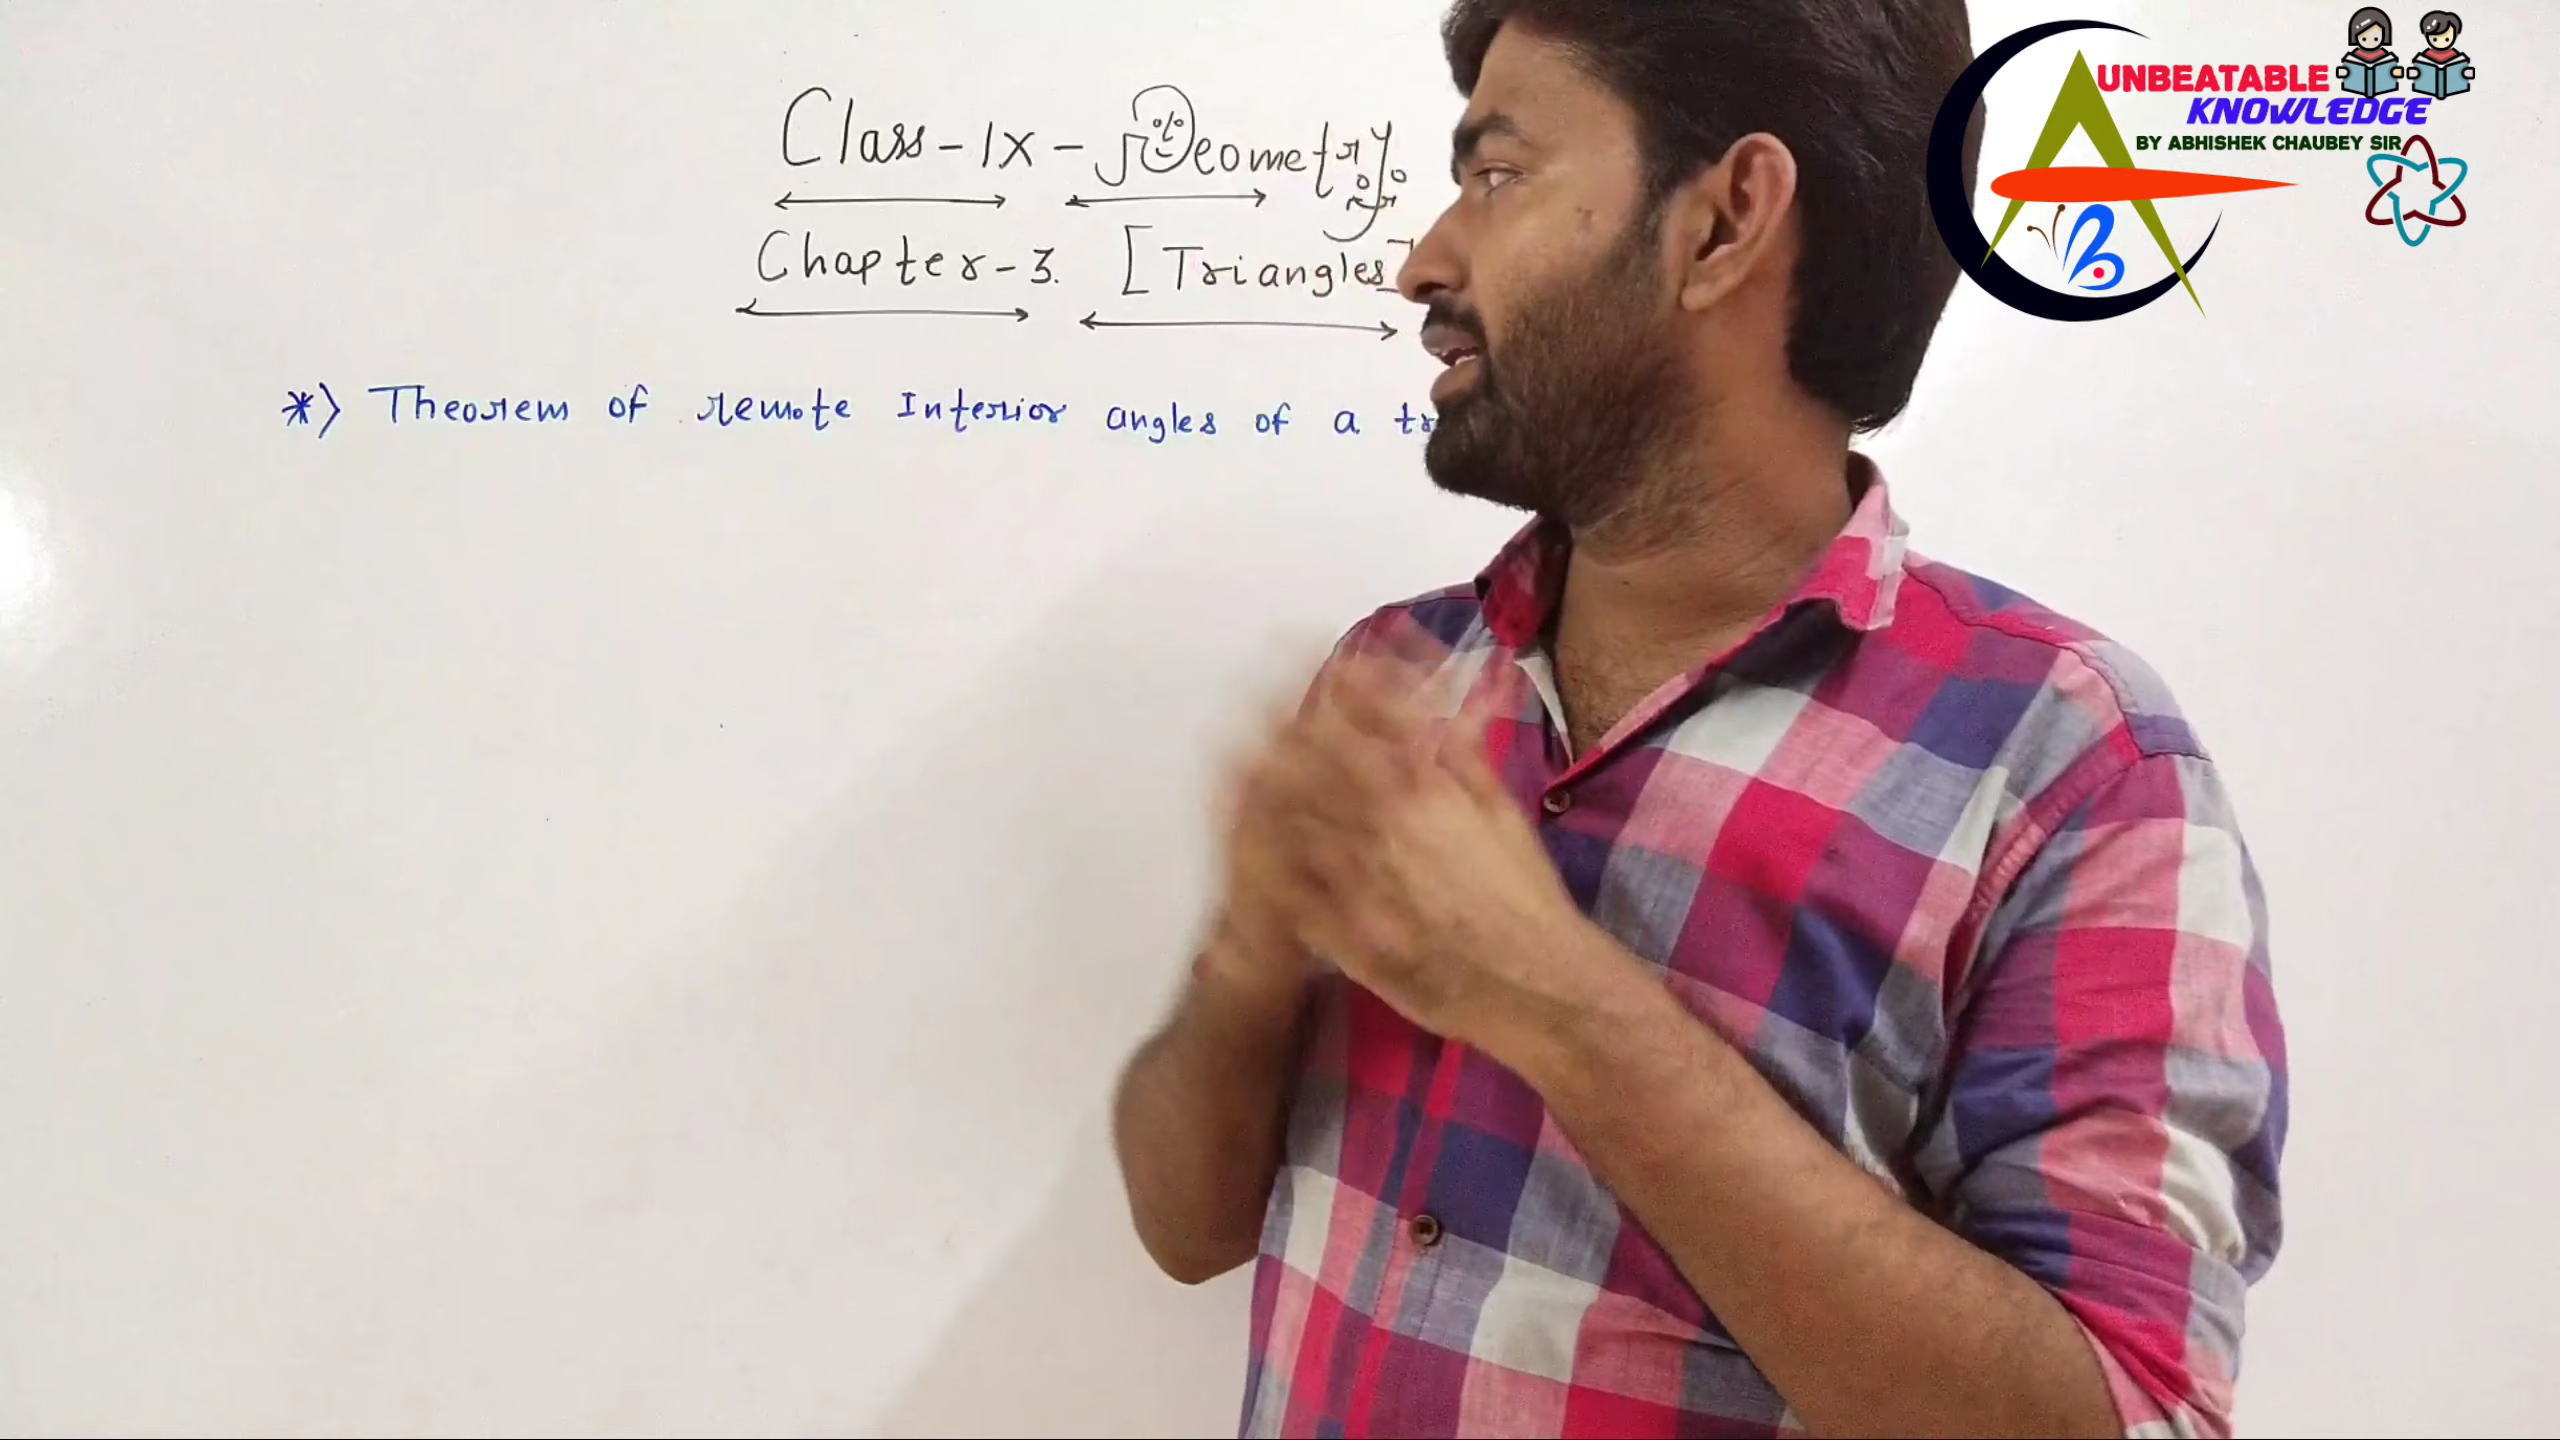 Class-IX-Geometry
Chapter-3. [Triangles]
*) Theorem of remote Interior angles of a
UNBEATABLE
KNOWLEDGE
BY ABHISHEK CHAUBEY SIR